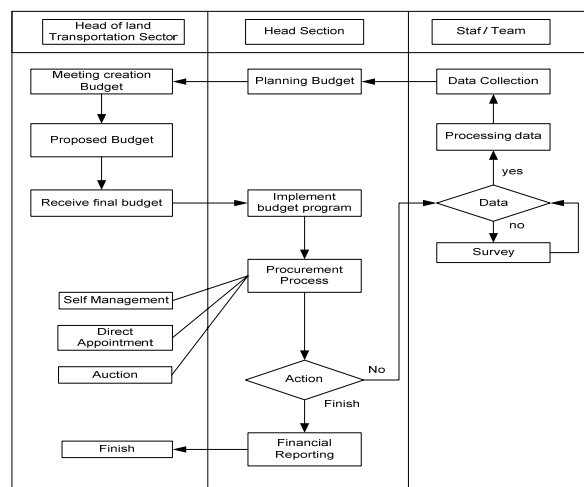 Head of land
Transportation Sector
Head Section
Staf / Team
Meeting creation
Budget
Planning Budget
Data Collection
Proposed Budget
Processing data
yes
Receive final budget
Implement
budget program
Data
no
Survey
Procurement
Process
Self Management
Direct
Appointment
Auction
Action
No
Finish
Financial
Reporting
Finish